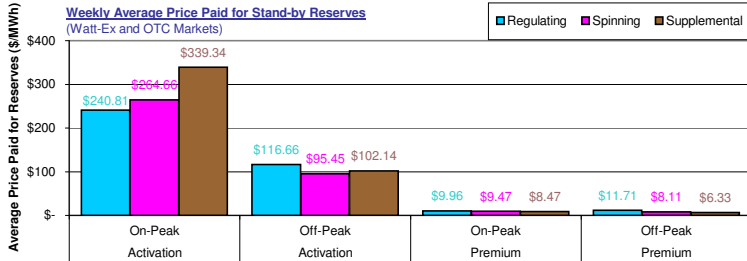 Weekly Average Price Paid for Stand-by Reserves
(Watt-Ex and OTC Markets)
Regulating Spinning Supplemental
Average Price Paid for Reserves ($/MWh)
$400
$300
$200
$100
$-
$240.81 $264.66 $339.34
$116.66 $95.45 $102.14
$9.96 $9.47 $8.47
$11.71 $8.11 $6.33
On-Peak Off-Peak On-Peak Off-Peak
Activation Activation Premium Premium